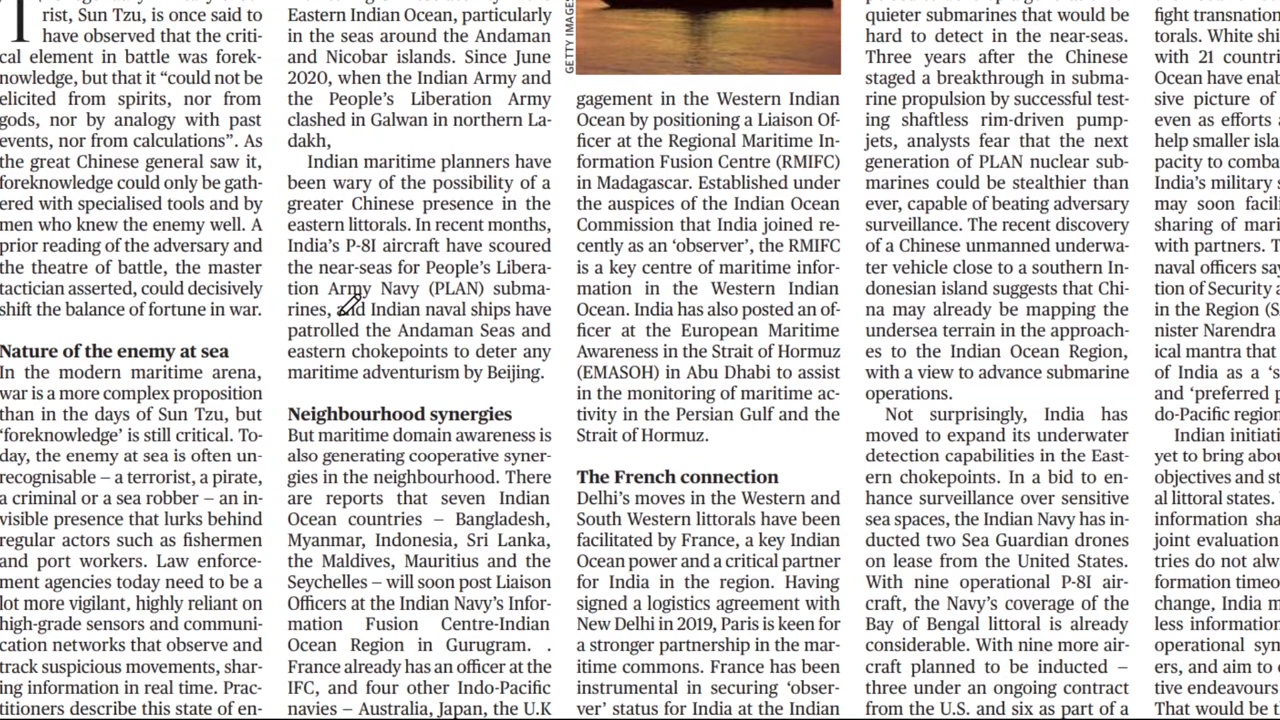 rist, Sun Tzu, is once said to
T have observed that the criti-
cal element in battle was forek-
nowledge, but that it “could not be
elicited from spirits, nor from
gods, nor by analogy with past
events, nor from calculations”. As
the great Chinese general saw it,
foreknowledge could only be gath-
ered with specialised tools and by
men who knew the enemy well. A
prior reading of the adversary and
the theatre of battle, the master
tactician asserted, could decisively
shift the balance of fortune in war.
Nature of the enemy at sea
In the modern maritime arena,
war is a more complex proposition
than in the days of Sun Tzu, but
‘foreknowledge’ is still critical. To-
day, the enemy at sea is often un-
recognisable – a terrorist, a pirate,
a criminal or a sea robber – an in-
visible presence that lurks behind
regular actors such as fishermen
and port workers. Law enforce-
ment agencies today need to be a
lot more vigilant, highly reliant on
high-grade sensors and communi-
cation networks that observe and
track suspicious movements, shar-
ing information in real time. Prac-
titioners describe this state of en-
Eastern Indian Ocean, particularly
in the seas around the Andaman
and Nicobar islands. Since June
2020, when the Indian Army and
the People’s Liberation Army
clashed in Galwan in northern La-
dakh,
Indian maritime planners have
been wary of the possibility of a
greater Chinese presence in the
eastern littorals. In recent months,
India’s P-8I aircraft have scoured
the near-seas for People’s Libera-
tion Army Navy (PLAN) subma-
rines, and Indian naval ships have
patrolled the Andaman Seas and
eastern chokepoints to deter any
maritime adventurism by Beijing.
Neighbourhood synergies
But maritime domain awareness is
also generating cooperative syner-
gies in the neighbourhood. There
are reports that seven Indian
Ocean countries – Bangladesh,
Myanmar, Indonesia, Sri Lanka,
the Maldives, Mauritius and the
Seychelles – will soon post Liaison
Officers at the Indian Navy’s Infor-
mation Fusion Centre-Indian
Ocean Region in Gurugram. .
France already has an officer at the
IFC, and four other Indo-Pacific
navies – Australia, Japan, the U.K
GETTY IMAGES
gagement in the Western Indian
Ocean by positioning a Liaison Of-
ficer at the Regional Maritime In-
formation Fusion Centre (RMIFC)
in Madagascar. Established under
the auspices of the Indian Ocean
Commission that India joined re-
cently as an ‘observer’, the RMIFC
is a key centre of maritime infor-
mation in the Western Indian
Ocean. India has also posted an of-
ficer at the European Maritime
Awareness in the Strait of Hormuz
(EMASOH) in Abu Dhabi to assist
in the monitoring of maritime ac-
tivity in the Persian Gulf and the
Strait of Hormuz.
The French connection
Delhi’s moves in the Western and
South Western littorals have been
facilitated by France, a key Indian
Ocean power and a critical partner
for India in the region. Having
signed a logistics agreement with
New Delhi in 2019, Paris is keen for
a stronger partnership in the mar-
itime commons. France has been
instrumental in securing ‘obser-
ver’ status for India at the Indian
quieter submarines that would be
hard to detect in the near-seas.
Three years after the Chinese
staged a breakthrough in subma-
rine propulsion by successful test-
ing shaftless rim-driven pump-
jets, analysts fear that the next
generation of PLAN nuclear sub-
marines could be stealthier than
ever, capable of beating adversary
surveillance. The recent discovery
of a Chinese unmanned underwa-
ter vehicle close to a southern In-
donesian island suggests that Chi-
na may already be mapping the
undersea terrain in the approach-
es to the Indian Ocean Region,
with a view to advance submarine
operations.
Not surprisingly, India has
moved to expand its underwater
detection capabilities in the East-
ern chokepoints. In a bid to en-
hance surveillance over sensitive
sea spaces, the Indian Navy has in-
ducted two Sea Guardian drones
on lease from the United States.
With nine operational P-8I air-
craft, the Navy’s coverage of the
Bay of Bengal littoral is already
considerable. With nine more air-
craft planned to be inducted –
three under an ongoing contract
from the U.S. and six as part of a
fight transnation
torals. White shi
with 21 countri
Ocean have enab
sive picture of
even as efforts a
help smaller isla
pacity to comba
India’s military s
may soon facili
sharing of mari
with partners. T
naval officers say
tion of Security a
in the Region (S
nister Narendra
ical mantra that
of India as a ‘s
and ‘preferred p
do-Pacific region
Indian initiati
yet to bring abou
objectives and st
al littoral states.
information sha
joint evaluation
tries do not alw
formation timeo
change, India m
less information
operational syn
ers, and aim to d
tive endeavours
That would be t